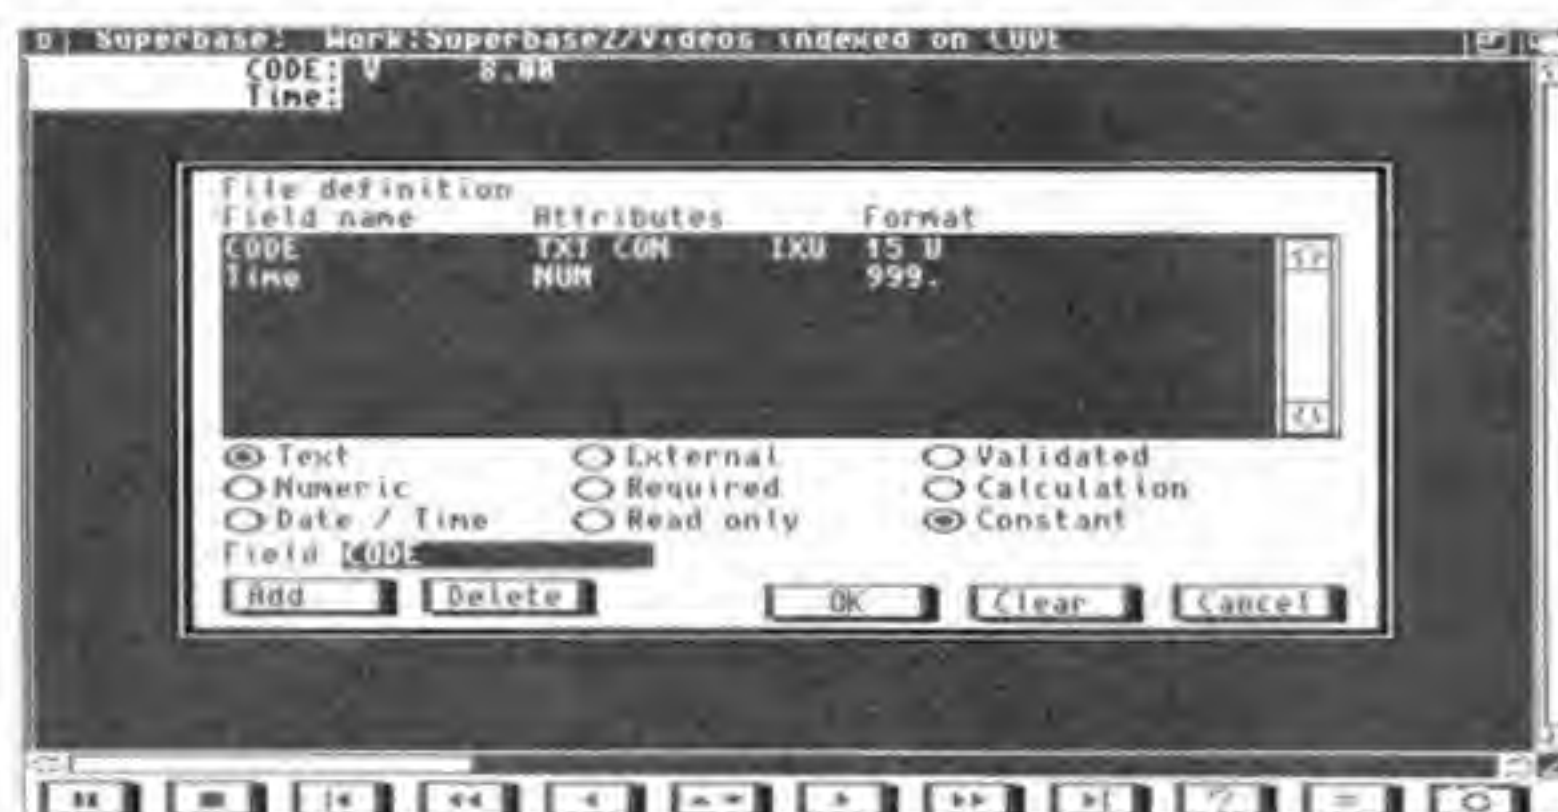 Superbase: Work:Superbase2/Videos indexed on CODE
CODE: V 8.00
Time:
File definition
Field name Attributes Format
CODE TXT CON IXU 15 U
Time NUM 999.
Text External Validated
Numeric Required Calculation
Date / Time Read only Constant
Field CODE
Add Delete OK Clear Cancel
? =